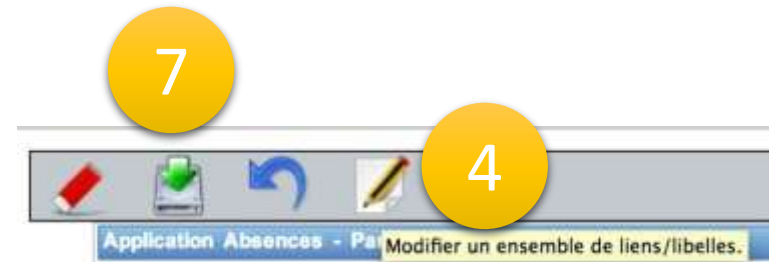 7
4
Application Absences - Pa
Modifier un ensemble de liens/libelles.